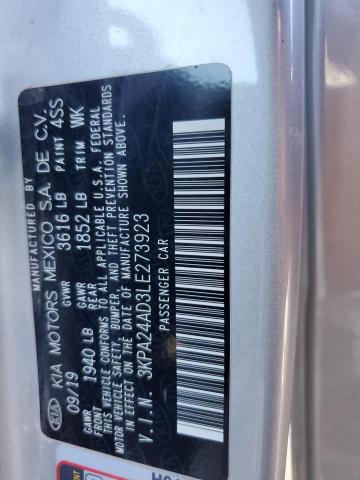 MANUFACTURED BY
KIA KIA MOTORS MEXICO S.A. DE C.V.
09/19 GVWR 3616 LB PAINT 4SS
GAWR FRONT 1940 LB GAWR REAR 1852 LB TRIM WK
THIS VEHICLE CONFORMS TO ALL APPLICABLE U.S.A. FEDERAL
MOTOR VEHICLE SAFETY, BUMPER, AND THEFT PREVENTION STANDARDS
IN EFFECT ON THE DATE OF MANUFACTURE SHOWN ABOVE.
V.I.N. 3KPA24AD3LE273923
PASSENGER CAR